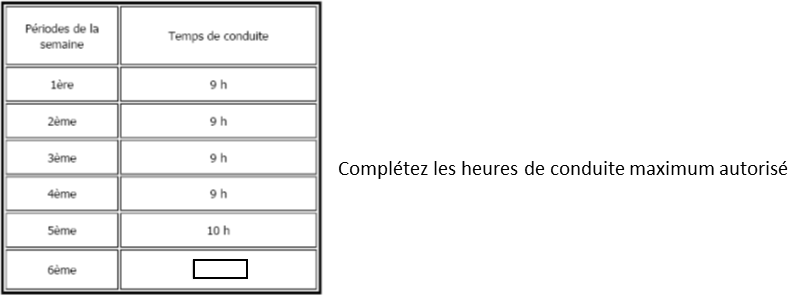 Périodes de la
semaine
Temps de conduite
1ère 9 h
2ème 9 h
3ème 9 h
4ème 9 h
5ème 10 h
6ème
Complétez les heures de conduite maximum autorisé